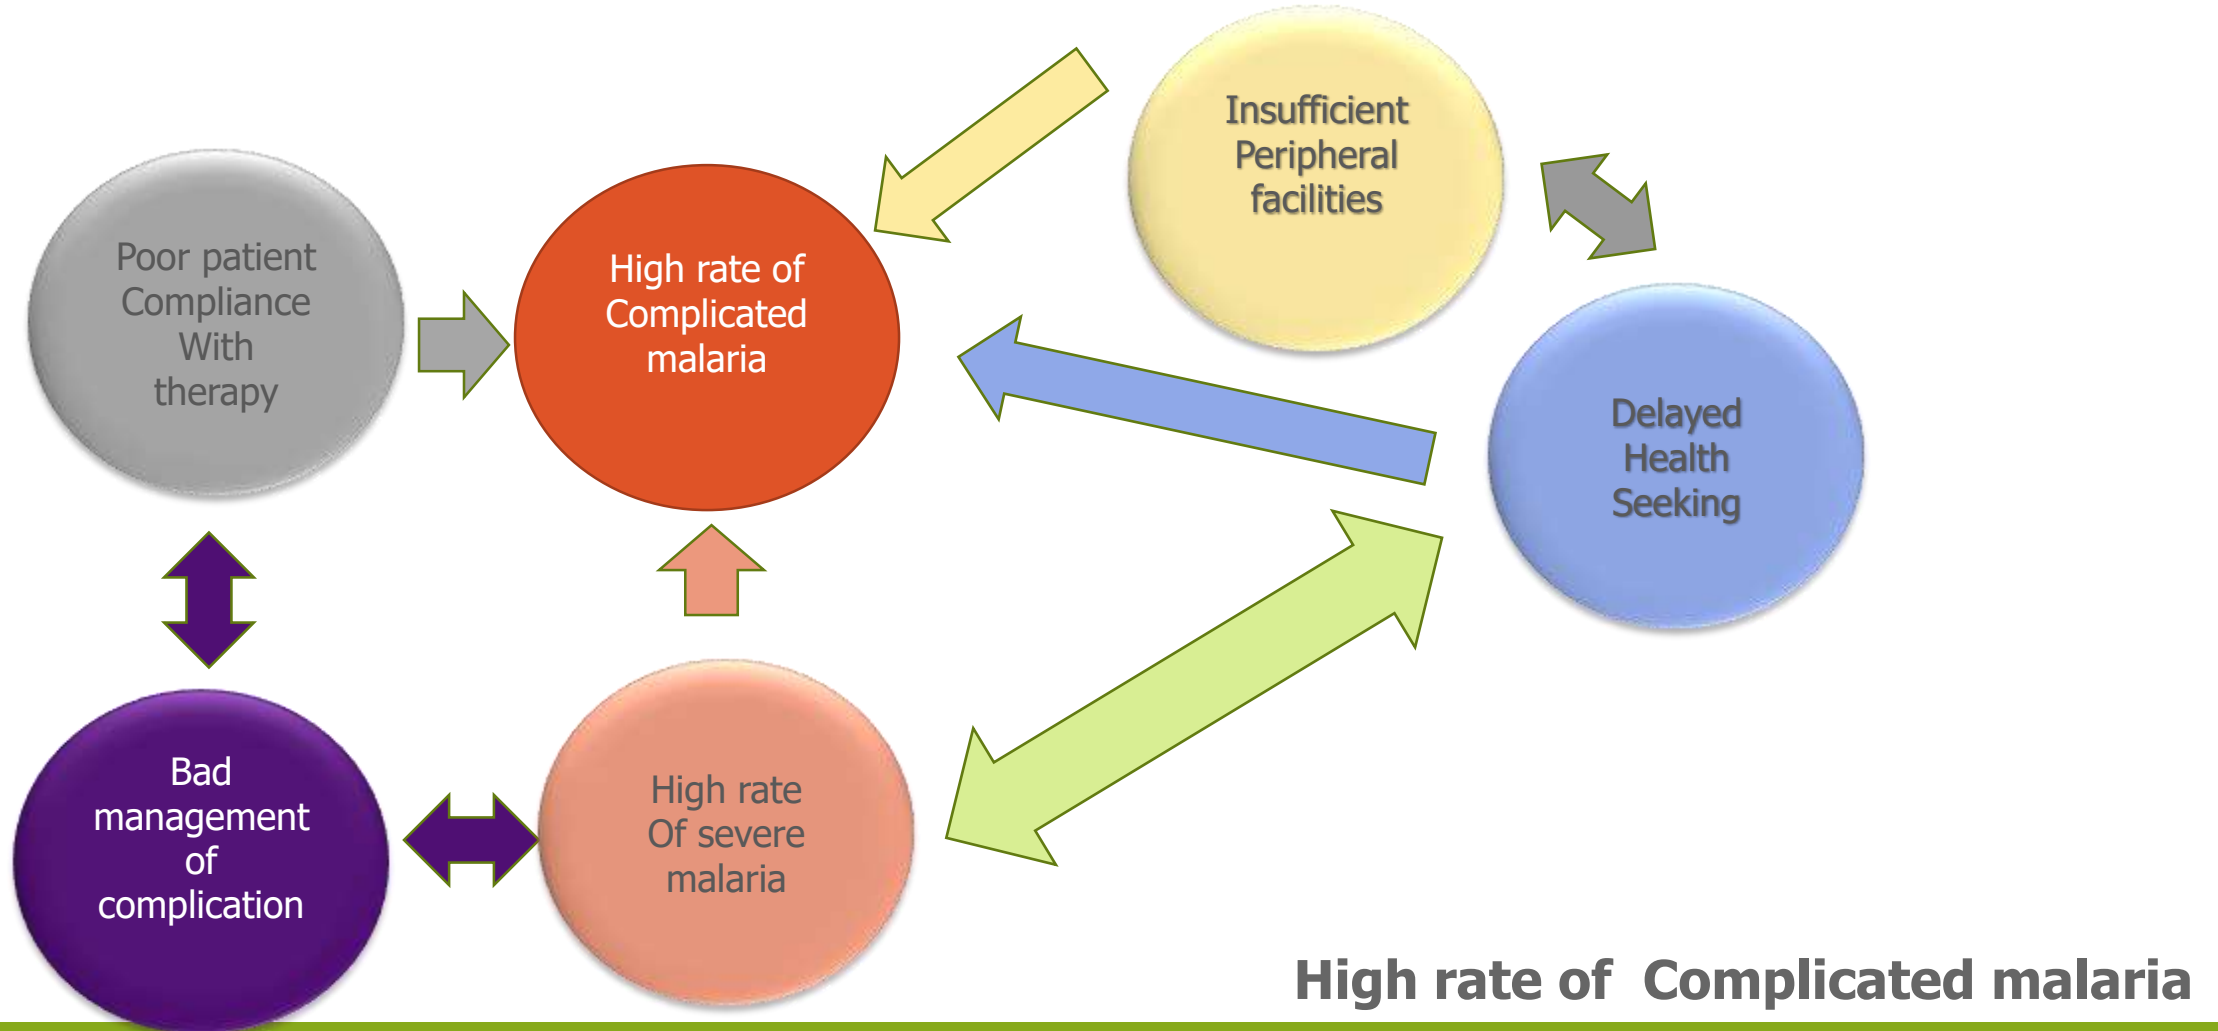 Insufficient
Peripheral
facilities
Poor patient
Compliance
With
therapy
High rate of
Complicated
malaria
Delayed
Health
Seeking
Bad
management
of
complication
High rate
Of severe
malaria
High rate of  Complicated malaria